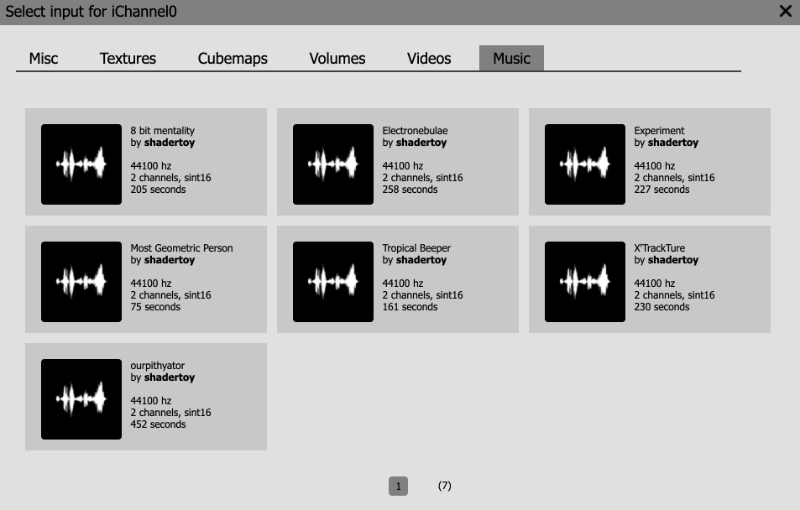 Select input for iChannel0
Misc Textures Cubemaps Volumes Videos Music
8 bit mentality
by shadertoy
44100 hz
2 channels, sint16
205 seconds
Electronebulae
by shadertoy
44100 hz
2 channels, sint16
258 seconds
Experiment
by shadertoy
44100 hz
2 channels, sint16
227 seconds
Most Geometric Person
by shadertoy
44100 hz
2 channels, sint16
75 seconds
Tropical Beeper
by shadertoy
44100 hz
2 channels, sint16
161 seconds
X'TrackTure
by shadertoy
44100 hz
2 channels, sint16
230 seconds
ourpithyator
by shadertoy
44100 hz
2 channels, sint16
452 seconds
1 (7)